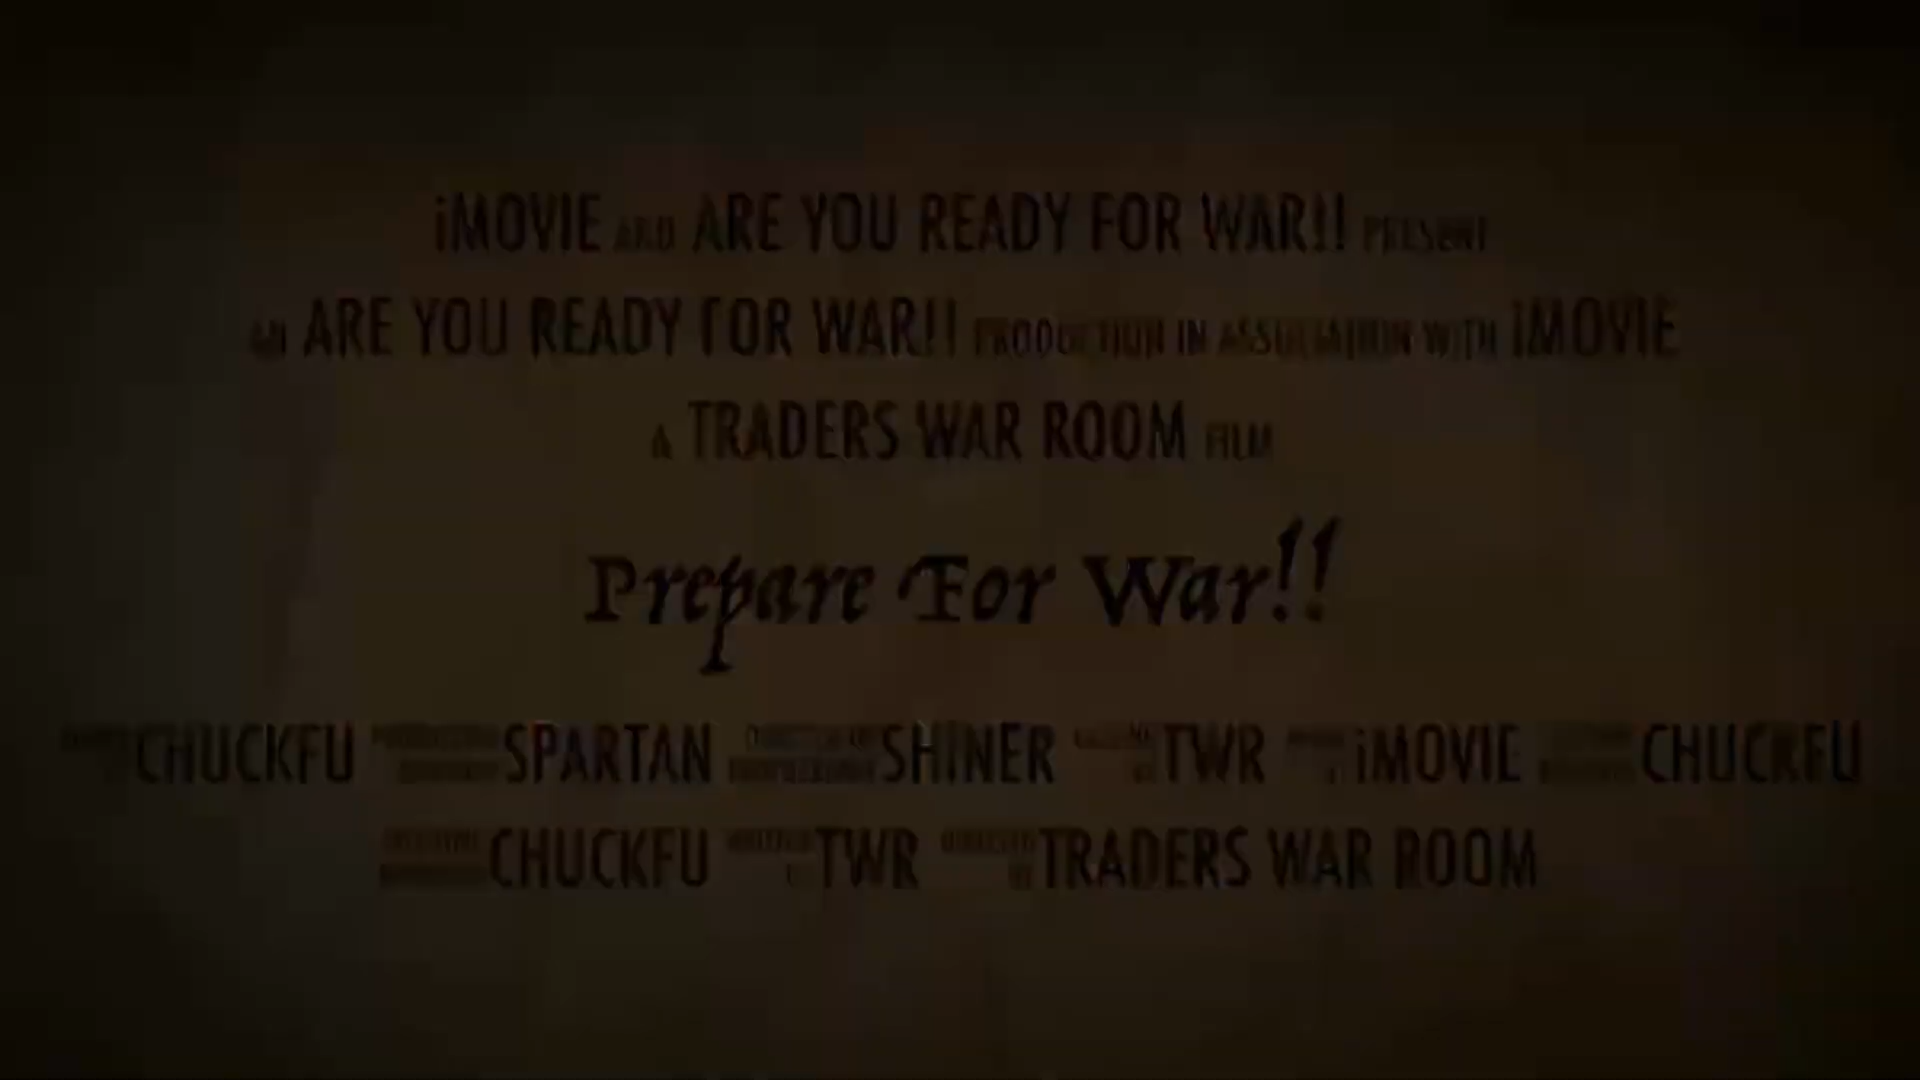 iMOVIE AND ARE YOU READY FOR WAR!! PRESENT
AN ARE YOU READY FOR WAR!! PRODUCTION IN ASSOCIATION WITH iMOVIE
A TRADERS WAR ROOM FILM
Prepare For War!!
CHUCKFU SPARTAN SHINER TWR iMOVIE CHUCKFU
CHUCKFU TWR TRADERS WAR ROOM